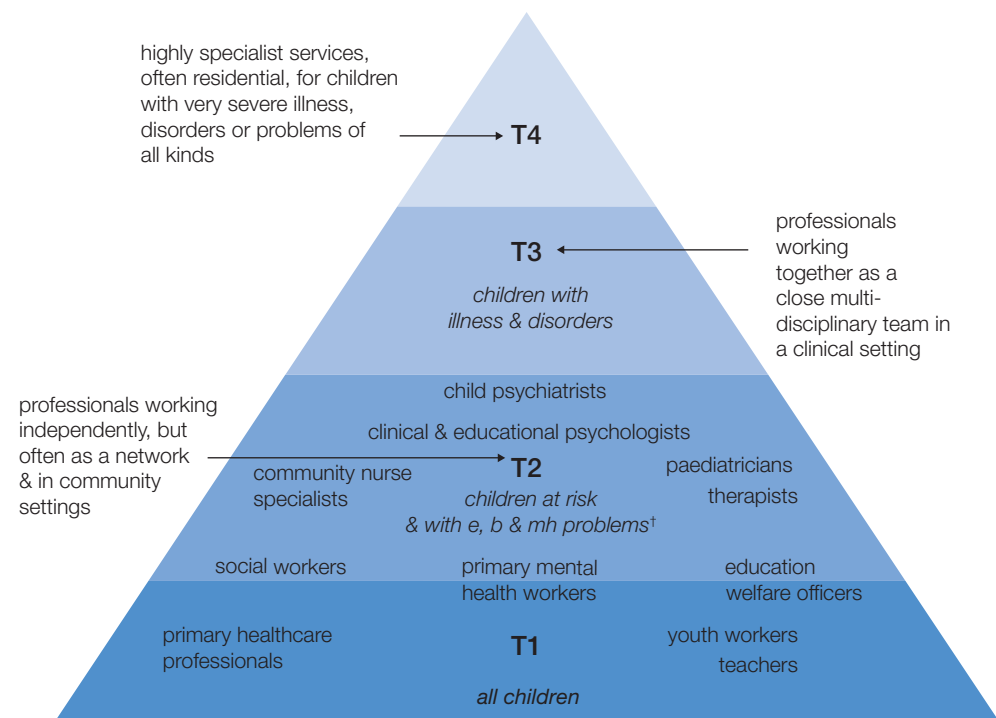 highly specialist services,
often residential, for children
with very severe illness,
disorders or problems of
all kinds
T4
professionals
working
together as a
close multi-
disciplinary team in
a clinical setting
T3
children with
illness & disorders
child psychiatrists
clinical & educational psychologists
professionals working
independently, but
often as a network
& in community
settings
T2
community nurse
specialists
children at risk
& with e, b & mh problems†
paediatricians
therapists
social workers
primary mental
health workers
education
welfare officers
primary healthcare
professionals
T1
youth workers
teachers
all children